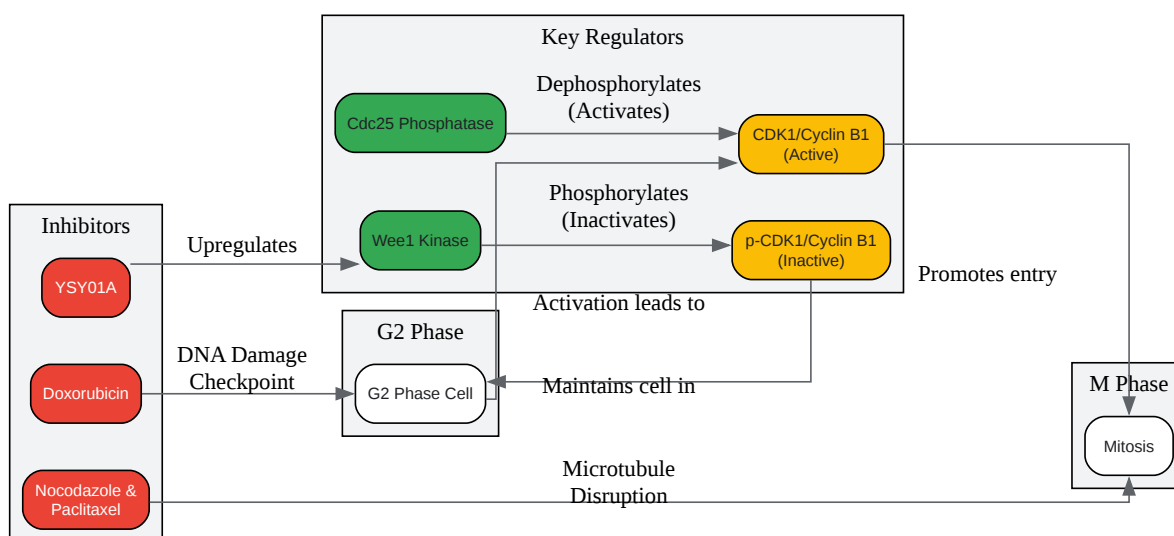 Key Regulators
Dephosphorylates
(Activates)
Cdc25 Phosphatase
CDK1/Cyclin B1
(Active)
Phosphorylates
(Inactivates)
Wee1 Kinase
p-CDK1/Cyclin B1
(Inactive)
Inhibitors
Upregulates
YSY01A
Promotes entry
Activation leads to
G2 Phase
DNA Damage
Checkpoint
Doxorubicin
G2 Phase Cell
Maintains cell in
M Phase
Mitosis
Microtubule
Disruption
Nocodazole &
Paclitaxel